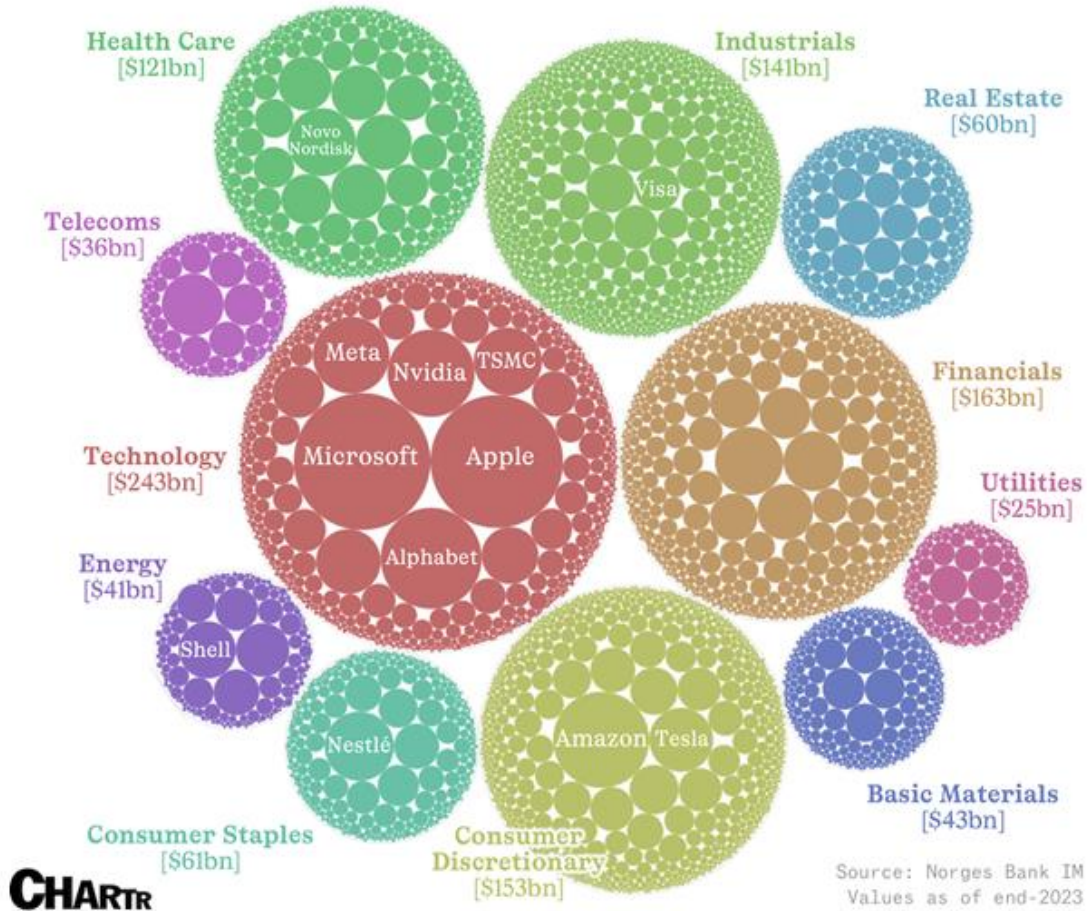 Health Care
[$121bn]
Novo
Nordisk
Industrials
[$141bn]
Visa
Real Estate
[$60bn]
Telecoms
[$36bn]
Meta
Nvidia
TSMC
Microsoft
Apple
Alphabet
Technology
[$243bn]
Financials
[$163bn]
Utilities
[$25bn]
Energy
[$41bn]
Shell
Nestlé
Consumer Staples
[$61bn]
Amazon
Tesla
Consumer
Discretionary
[$153bn]
Basic Materials
[$43bn]
CHARTR
Source: Norges Bank IM
Values as of end-2023